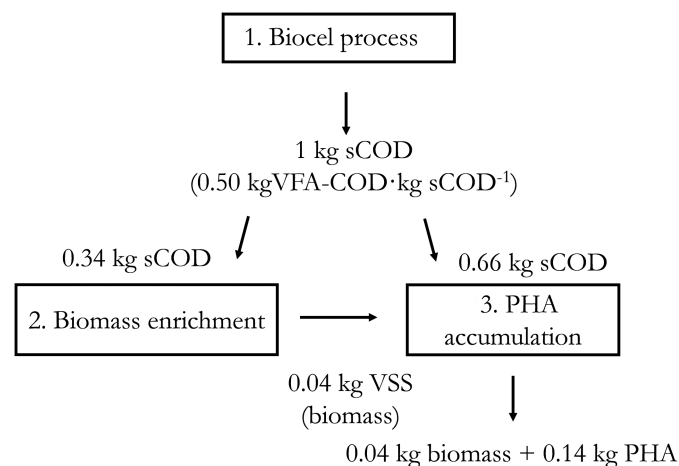 1. Biocel process
1 kg sCOD
(0.50 kgVFA-COD·kg sCOD⁻¹)
0.34 kg sCOD
0.66 kg sCOD
2. Biomass enrichment
3. PHA
accumulation
0.04 kg VSS
(biomass)
0.04 kg biomass + 0.14 kg PHA